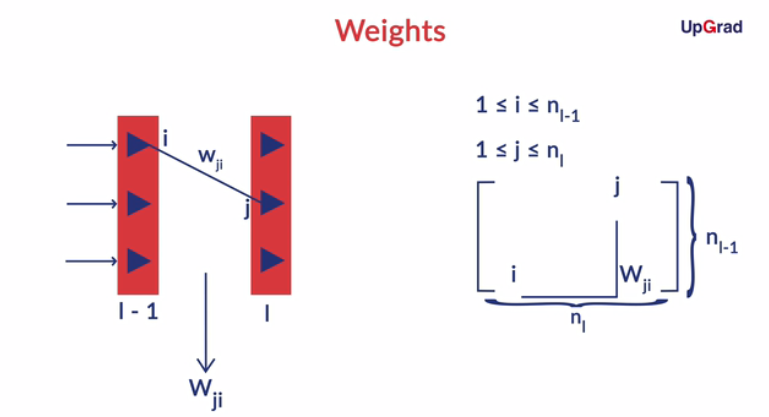 Weights
UpGrad
i
w_ji
j
l - 1
l
W_ji
1 ≤ i ≤ n_l-1
1 ≤ j ≤ n_l
j
i
W_ji
n_l-1
n_l